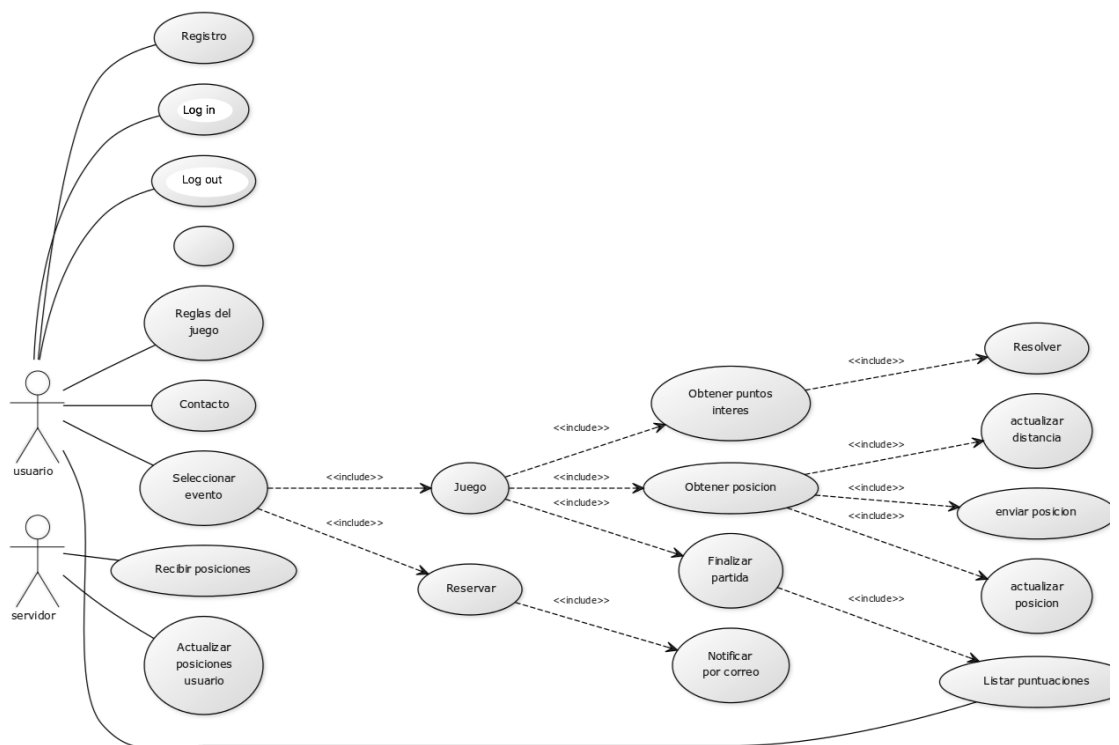 Registro
Log in
Log out
Reglas del
juego
Contacto
Seleccionar
evento
usuario
servidor
Recibir posiciones
Actualizar
posiciones
usuario
<<include>>
<<include>>
Juego
Reservar
<<include>>
<<include>>
<<include>>
<<include>>
Obtener puntos
interes
Obtener posicion
Finalizar
partida
Notificar
por correo
<<include>>
<<include>>
<<include>>
<<include>>
<<include>>
Resolver
actualizar
distancia
enviar posicion
actualizar
posicion
Listar puntuaciones